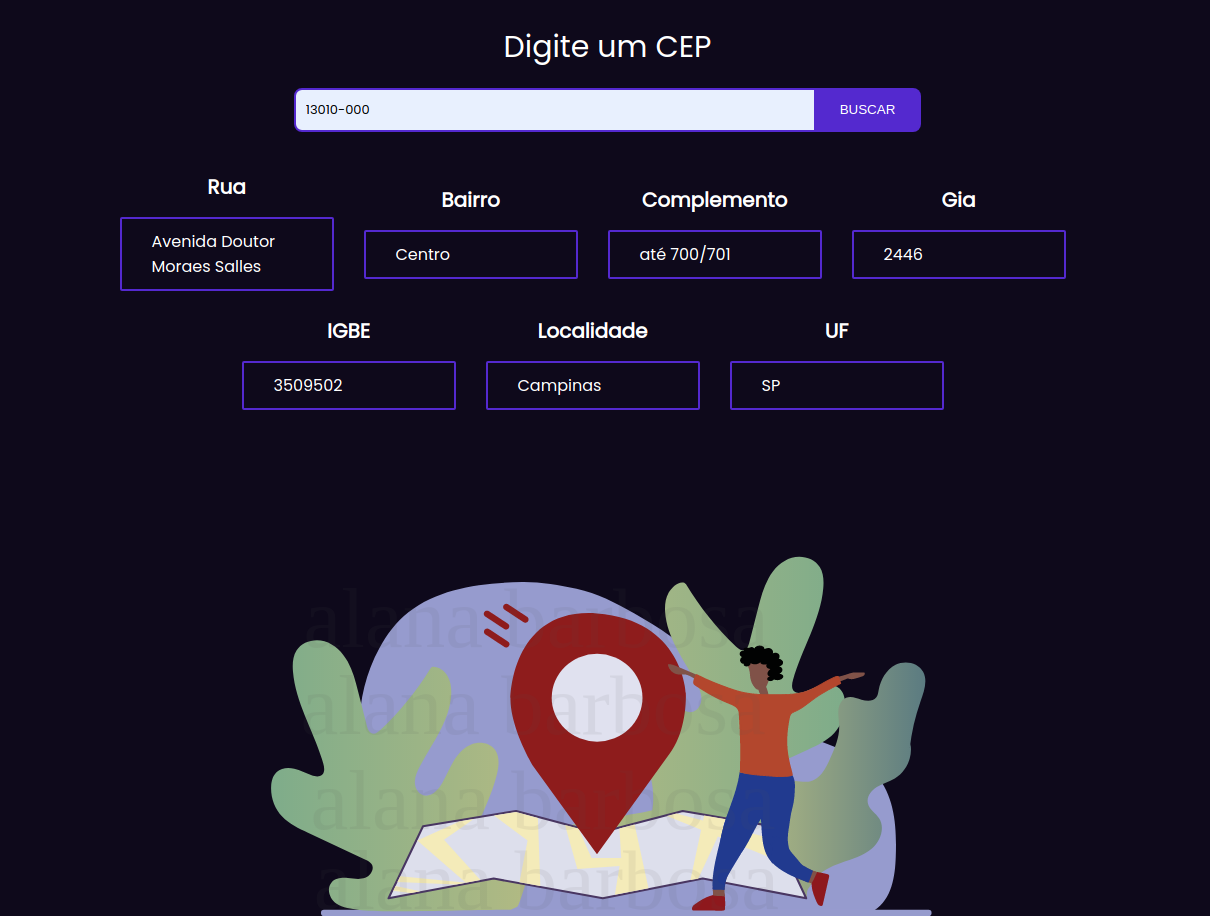 Digite um CEP
13010-000
BUSCAR
Rua
Bairro
Complemento
Gia
Avenida Doutor
Moraes Salles
Centro
até 700/701
2446
IGBE
Localidade
UF
3509502
Campinas
SP
alana barbosa
alana barbosa
alana barbosa
alana barbosa